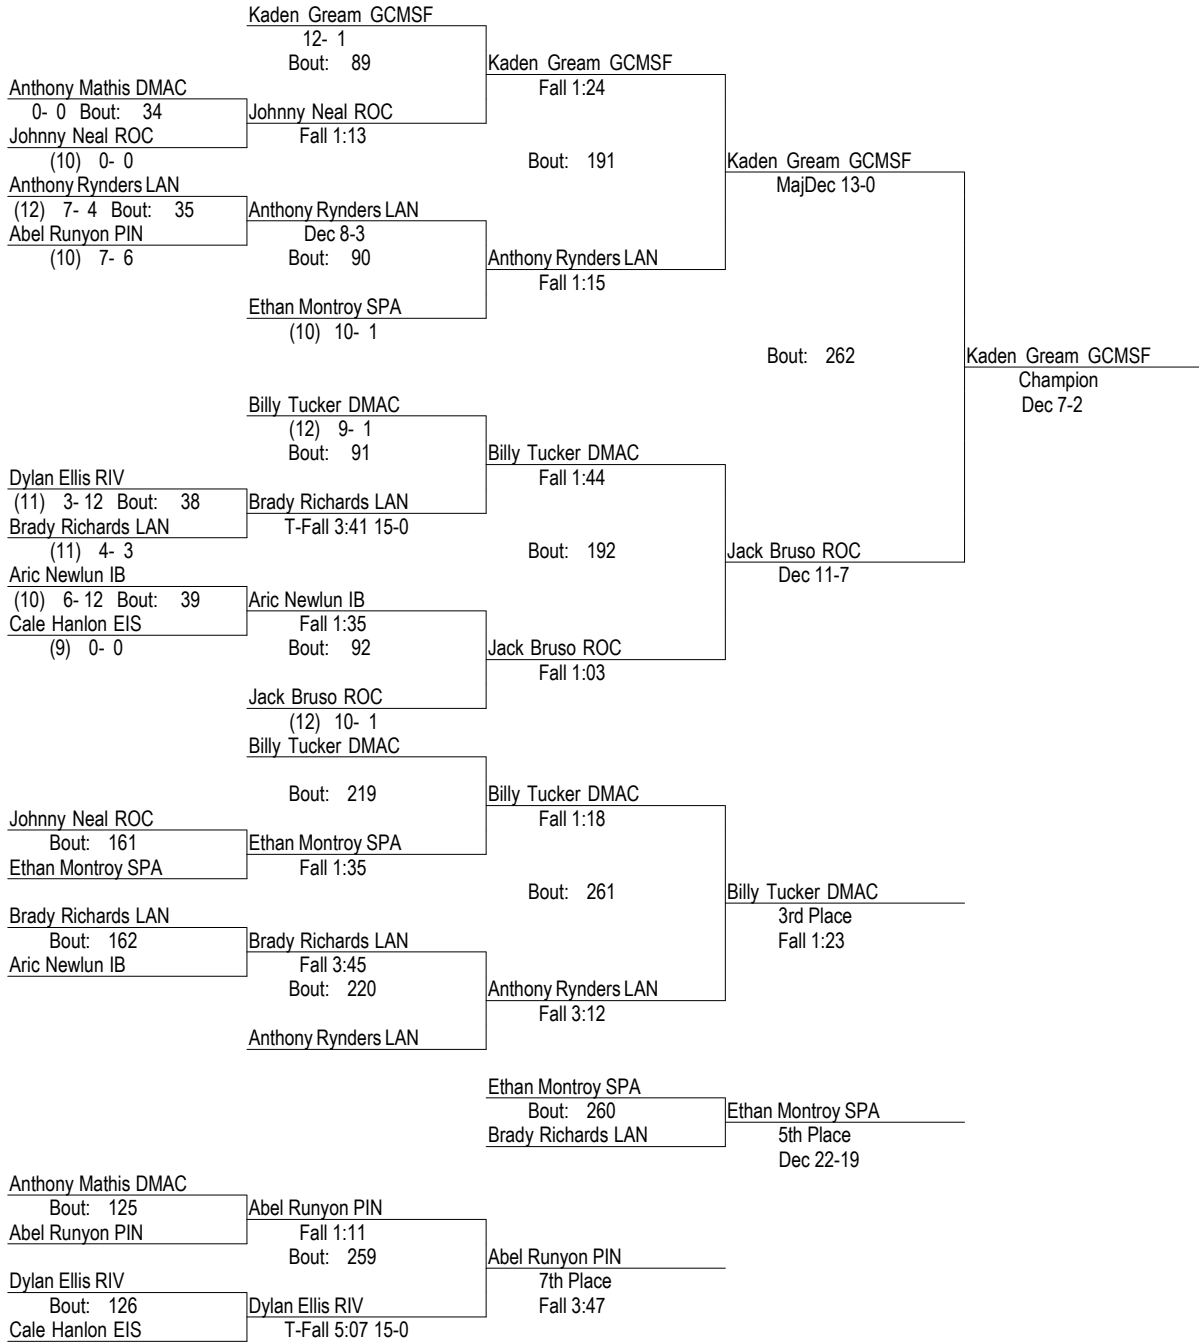 Kaden Gream GCMSF
12- 1
Bout: 89
Kaden Gream GCMSF
Fall 1:24
Anthony Mathis DMAC
0- 0 Bout: 34
Johnny Neal ROC
Johnny Neal ROC
Fall 1:13
(10) 0- 0
Bout: 191
Kaden Gream GCMSF
MajDec 13-0
Anthony Rynders LAN
(12) 7- 4 Bout: 35
Anthony Rynders LAN
Abel Runyon PIN
Dec 8-3
(10) 7- 6
Bout: 90
Anthony Rynders LAN
Fall 1:15
Ethan Montroy SPA
(10) 10- 1
Bout: 262
Kaden Gream GCMSF
Champion
Dec 7-2
Billy Tucker DMAC
(12) 9- 1
Bout: 91
Billy Tucker DMAC
Fall 1:44
Dylan Ellis RIV
(11) 3- 12 Bout: 38
Brady Richards LAN
Brady Richards LAN
T-Fall 3:41 15-0
(11) 4- 3
Bout: 192
Jack Bruso ROC
Dec 11-7
Aric Newlun IB
(10) 6- 12 Bout: 39
Aric Newlun IB
Cale Hanlon EIS
Fall 1:35
(9) 0- 0
Bout: 92
Jack Bruso ROC
Fall 1:03
Jack Bruso ROC
(12) 10- 1
Billy Tucker DMAC
Bout: 219
Billy Tucker DMAC
Fall 1:18
Johnny Neal ROC
Bout: 161
Ethan Montroy SPA
Ethan Montroy SPA
Fall 1:35
Bout: 261
Billy Tucker DMAC
3rd Place
Fall 1:23
Brady Richards LAN
Bout: 162
Brady Richards LAN
Aric Newlun IB
Fall 3:45
Bout: 220
Anthony Rynders LAN
Fall 3:12
Anthony Rynders LAN
Ethan Montroy SPA
Bout: 260
Ethan Montroy SPA
Brady Richards LAN
5th Place
Dec 22-19
Anthony Mathis DMAC
Bout: 125
Abel Runyon PIN
Abel Runyon PIN
Fall 1:11
Bout: 259
Abel Runyon PIN
7th Place
Fall 3:47
Dylan Ellis RIV
Bout: 126
Dylan Ellis RIV
Cale Hanlon EIS
T-Fall 5:07 15-0